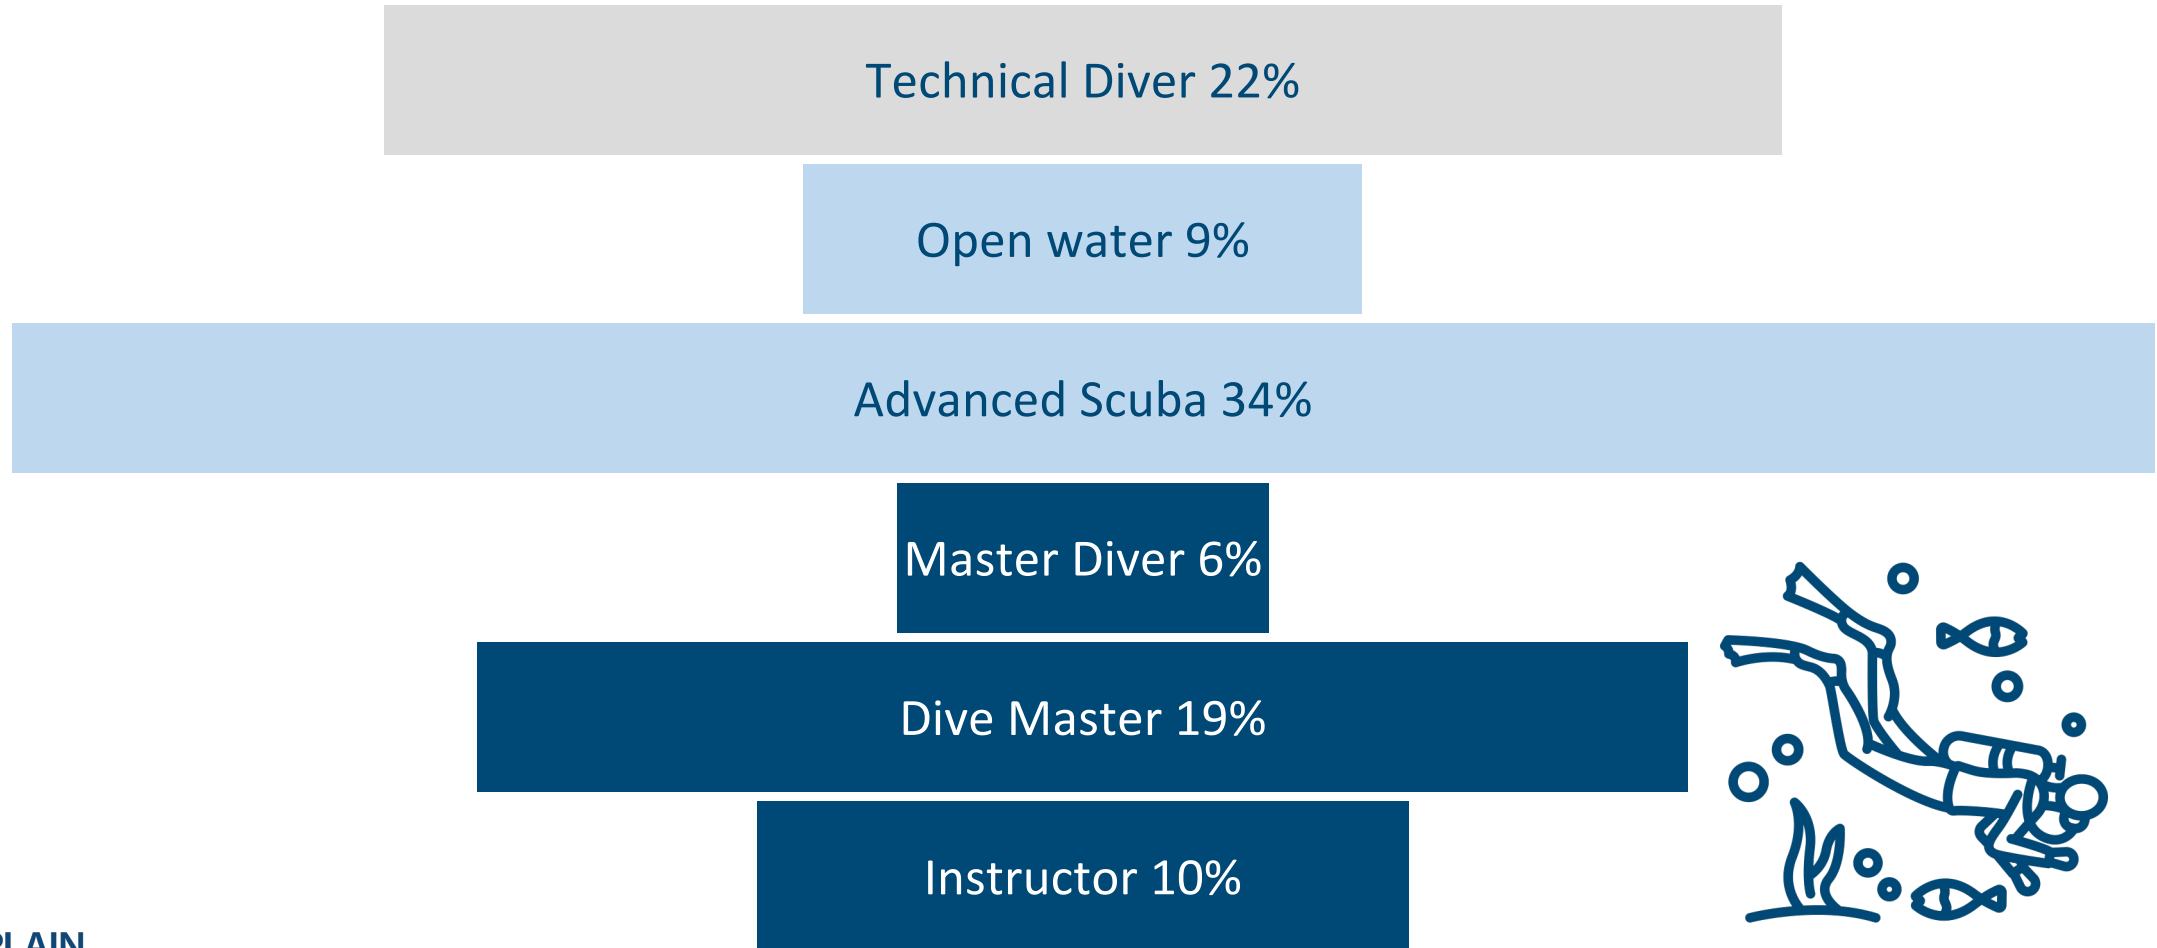 Technical Diver 22%
Open water 9%
Advanced Scuba 34%
Master Diver 6%
Dive Master 19%
Instructor 10%